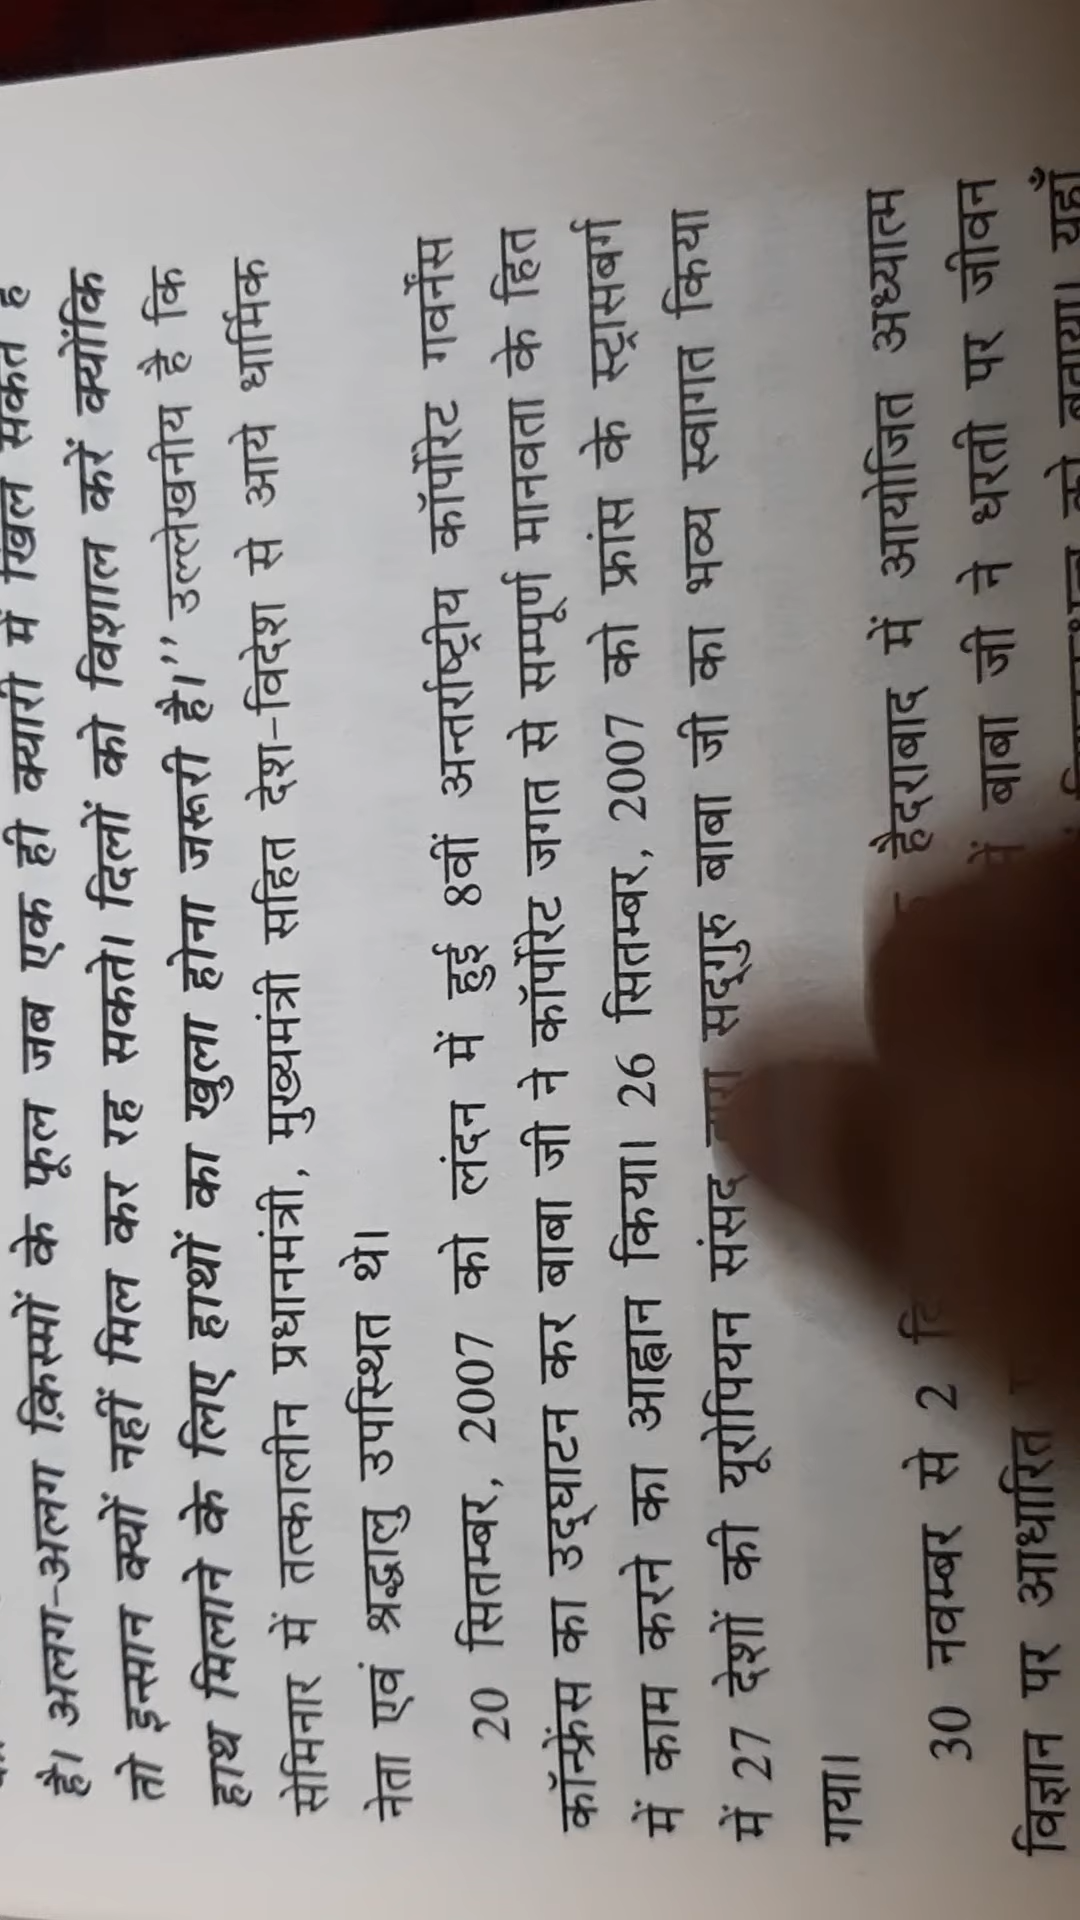 है। अलग-अलग क़िस्मों के फूल जब एक ही क्यारी में खिल सकते हैं
तो इन्सान क्यों नहीं मिल कर रह सकते। दिलों को विशाल करें क्योंकि
हाथ मिलाने के लिए हाथों का खुला होना जरूरी है।” उल्लेखनीय है कि
सेमिनार में तत्कालीन प्रधानमंत्री, मुख्यमंत्री सहित देश-विदेश से आये धार्मिक
नेता एवं श्रद्धालु उपस्थित थे।
20 सितम्बर, 2007 को लंदन में हुई 8वीं अन्तर्राष्ट्रीय कॉर्पोरेट गवर्नेंस
कॉन्फ्रेंस का उद्घाटन कर बाबा जी ने कॉर्पोरेट जगत से सम्पूर्ण मानवता के हित
में काम करने का आह्वान किया। 26 सितम्बर, 2007 को फ्रांस के स्ट्रासबर्ग
में 27 देशों की यूरोपियन संसद सद्गुरु बाबा जी का भव्य स्वागत किया
गया।
30 नवम्बर से 2 हैदराबाद में आयोजित अध्यात्म
विज्ञान पर आधारित में बाबा जी ने धरती पर जीवन
को बताया। यहाँ